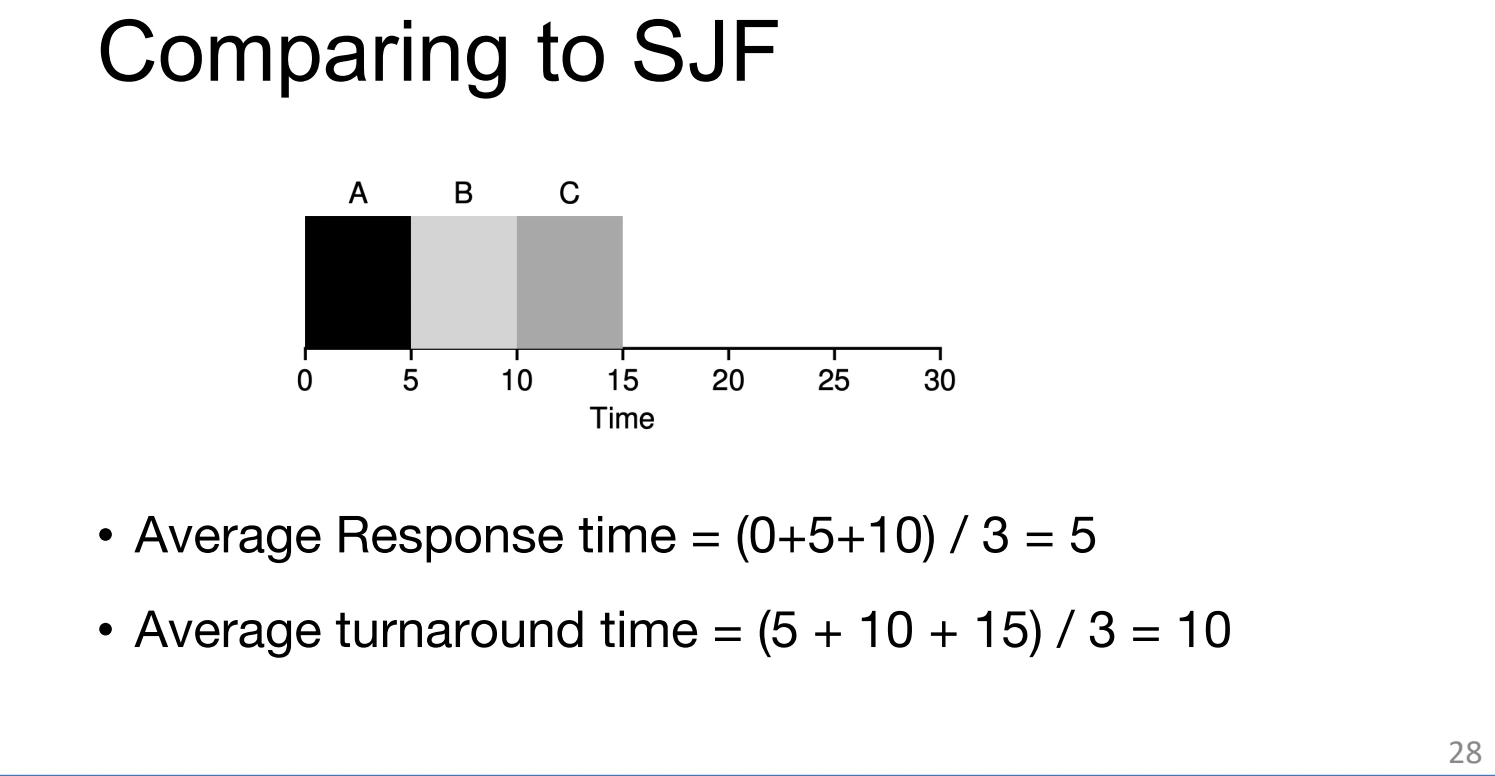 Comparing to SJF
A B C
0 5 10 15 20 25 30
Time
• Average Response time = (0+5+10) / 3 = 5
• Average turnaround time = (5 + 10 + 15) / 3 = 10
28